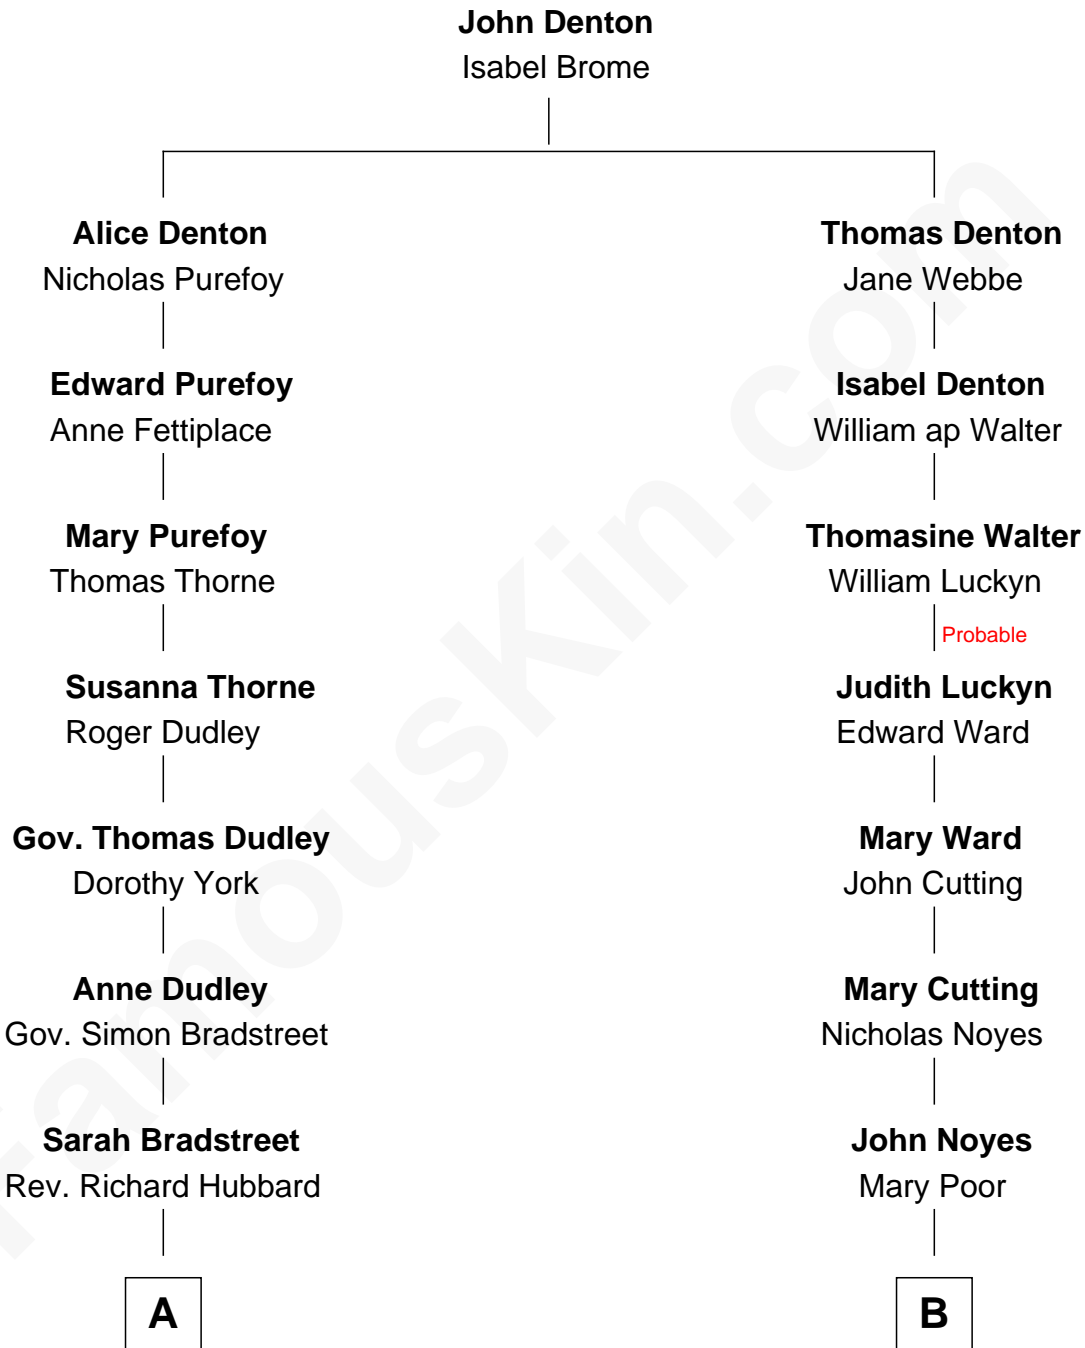 John Denton
Isabel Brome
Alice Denton
Nicholas Purefoy
Thomas Denton
Jane Webbe
Edward Purefoy
Anne Fettiplace
Isabel Denton
William ap Walter
Mary Purefoy
Thomas Thorne
Thomasine Walter
William Luckyn
Probable
Susanna Thorne
Roger Dudley
Judith Luckyn
Edward Ward
Gov. Thomas Dudley
Dorothy York
Mary Ward
John Cutting
Anne Dudley
Gov. Simon Bradstreet
Mary Cutting
Nicholas Noyes
Sarah Bradstreet
Rev. Richard Hubbard
John Noyes
Mary Poor
A
B
FamousKin.com